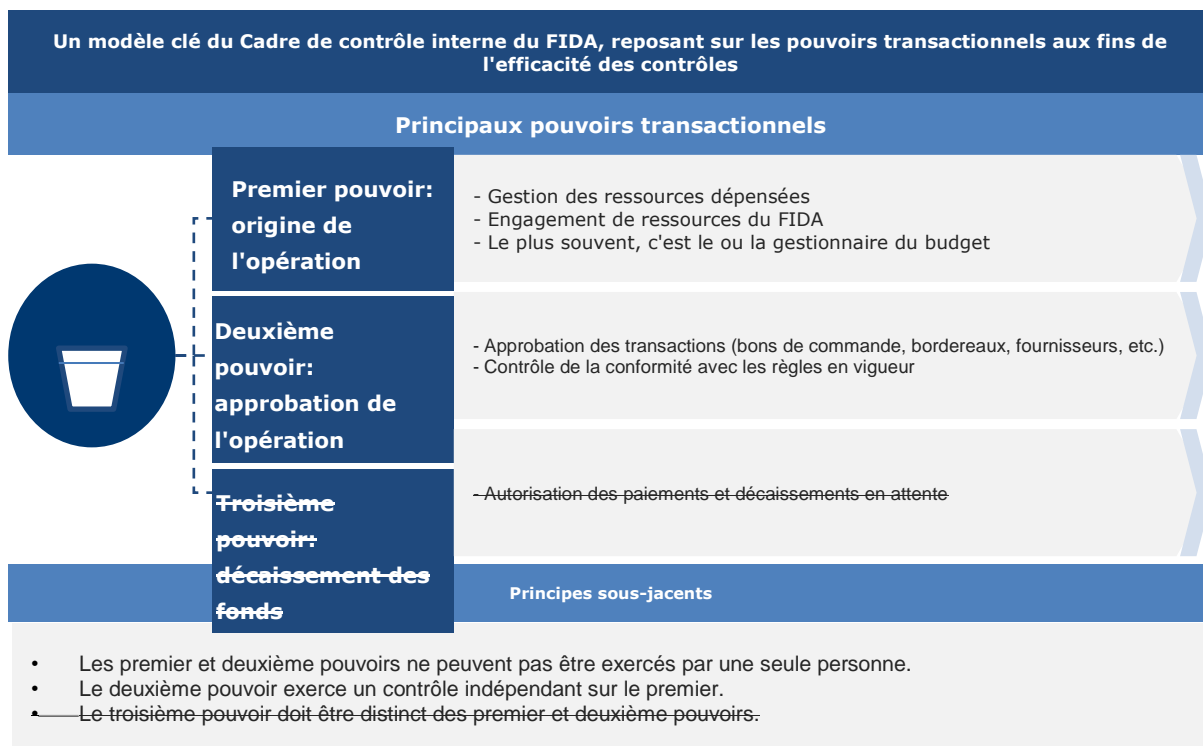 Un modèle clé du Cadre de contrôle interne du FIDA, reposant sur les pouvoirs transactionnels aux fins de
l'efficacité des contrôles
Principaux pouvoirs transactionnels
Premier pouvoir:
origine de
l'opération
- Gestion des ressources dépensées
- Engagement de ressources du FIDA
- Le plus souvent, c'est le ou la gestionnaire du budget
Deuxième
pouvoir:
approbation de
l'opération
- Approbation des transactions (bons de commande, bordereaux, fournisseurs, etc.)
- Contrôle de la conformité avec les règles en vigueur
Troisième
pouvoir:
décaissement des
fonds
- Autorisation des paiements et décaissements en attente
Principes sous-jacents
• Les premier et deuxième pouvoirs ne peuvent pas être exercés par une seule personne.
• Le deuxième pouvoir exerce un contrôle indépendant sur le premier.
• Le troisième pouvoir doit être distinct des premier et deuxième pouvoirs.